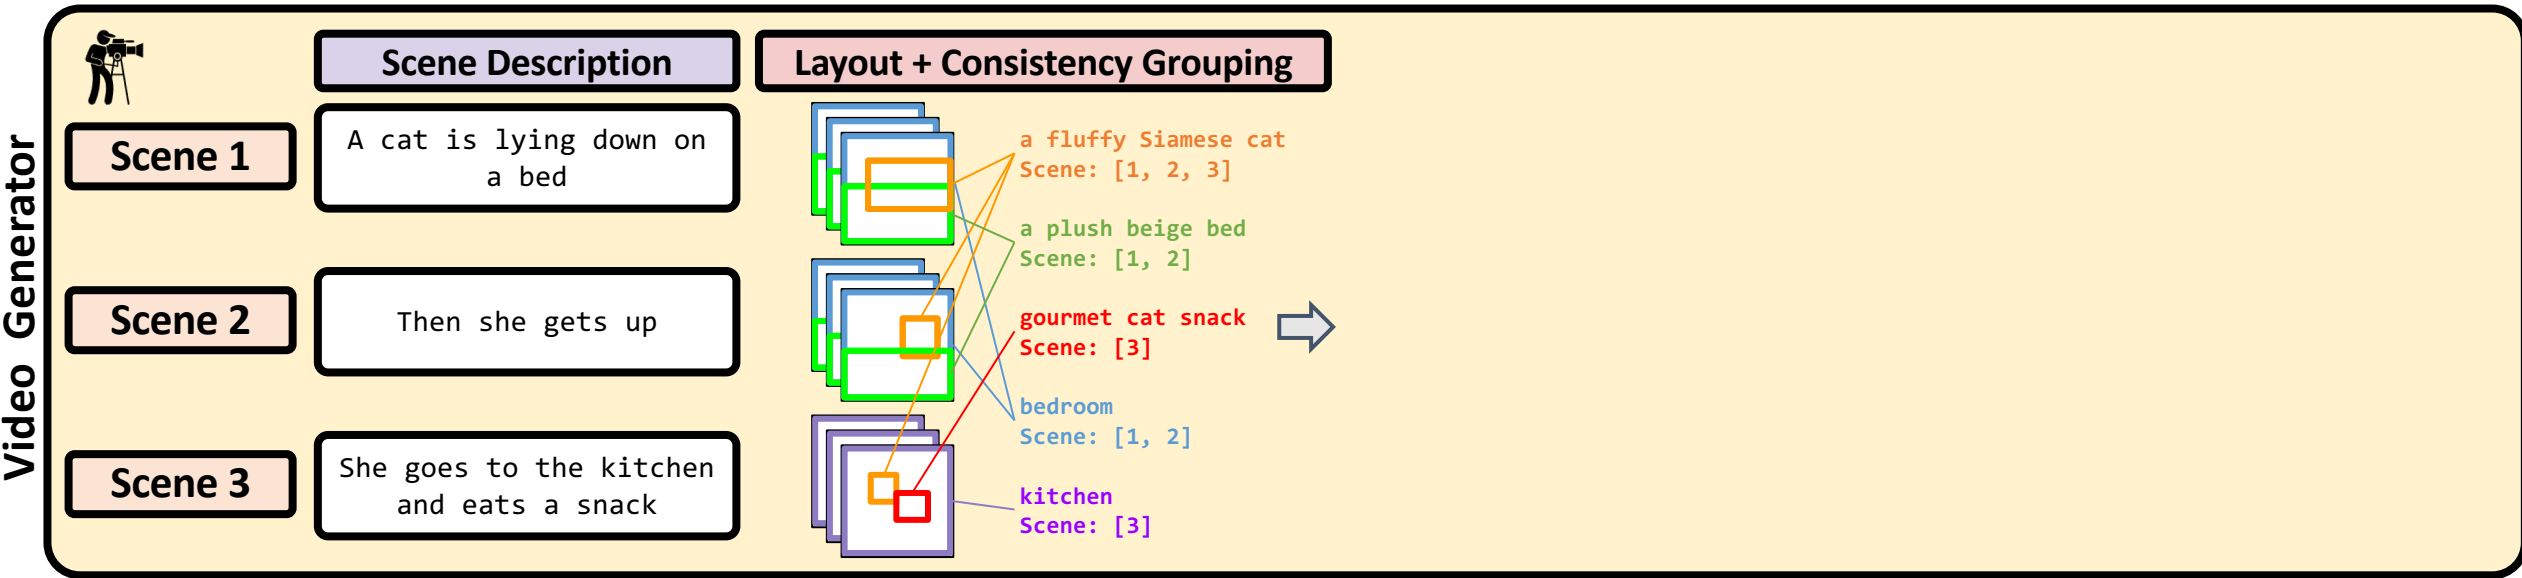 Video Generator
Scene Description
Layout + Consistency Grouping
Scene 1
A cat is lying down on
a bed
a fluffy Siamese cat
Scene: [1, 2, 3]
a plush beige bed
Scene: [1, 2]
Scene 2
Then she gets up
gourmet cat snack
Scene: [3]
bedroom
Scene: [1, 2]
Scene 3
She goes to the kitchen
and eats a snack
kitchen
Scene: [3]